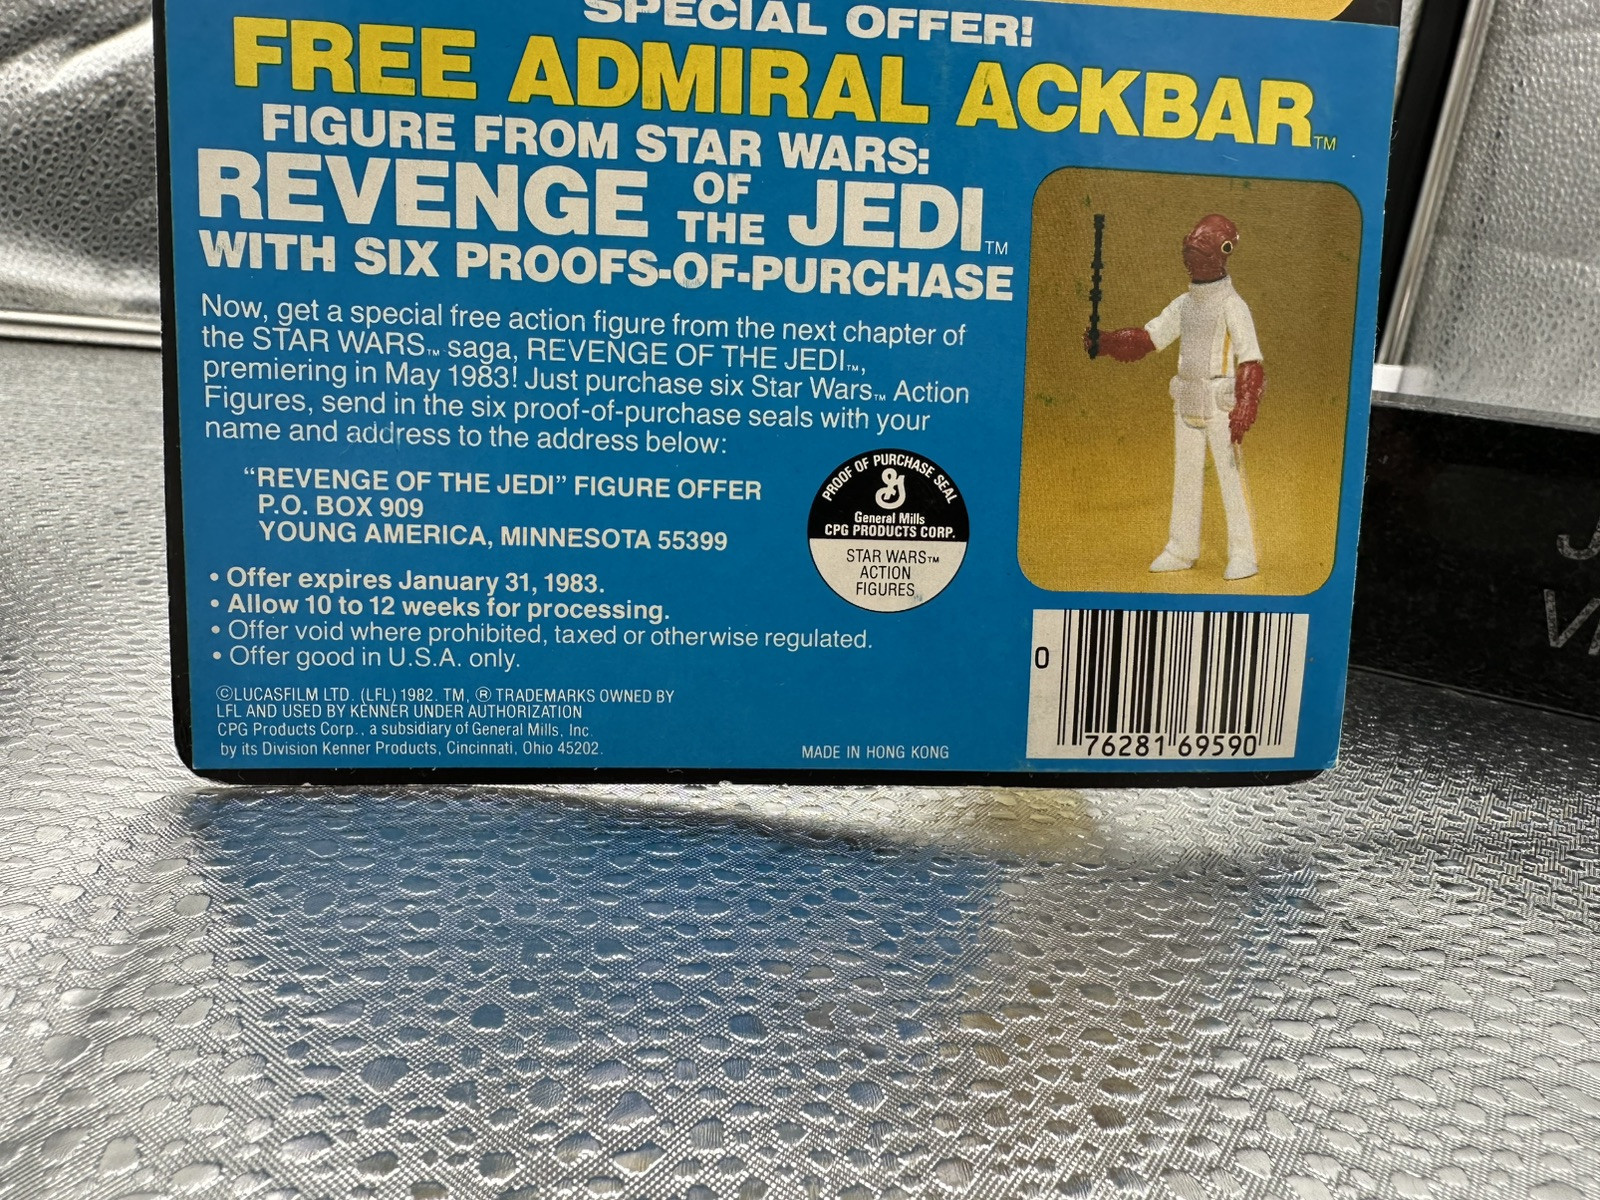 SPECIAL OFFER!
FREE ADMIRAL ACKBAR™
FIGURE FROM STAR WARS:
REVENGE OF THE JEDI™
WITH SIX PROOFS-OF-PURCHASE
Now, get a special free action figure from the next chapter of
the STAR WARS™ saga, REVENGE OF THE JEDI™,
premiering in May 1983! Just purchase six Star Wars™ Action
Figures, send in the six proof-of-purchase seals with your
name and address to the address below:
“REVENGE OF THE JEDI” FIGURE OFFER
P.O. BOX 909
YOUNG AMERICA, MINNESOTA 55399
• Offer expires January 31, 1983.
• Allow 10 to 12 weeks for processing.
• Offer void where prohibited, taxed or otherwise regulated.
• Offer good in U.S.A. only.
©LUCASFILM LTD. (LFL) 1982. TM, ® TRADEMARKS OWNED BY
LFL AND USED BY KENNER UNDER AUTHORIZATION
CPG Products Corp., a subsidiary of General Mills, Inc.
by its Division Kenner Products, Cincinnati, Ohio 45202.
PROOF OF PURCHASE SEAL
General Mills
CPG PRODUCTS CORP.
STAR WARS™
ACTION
FIGURES
MADE IN HONG KONG
0 76281 69590